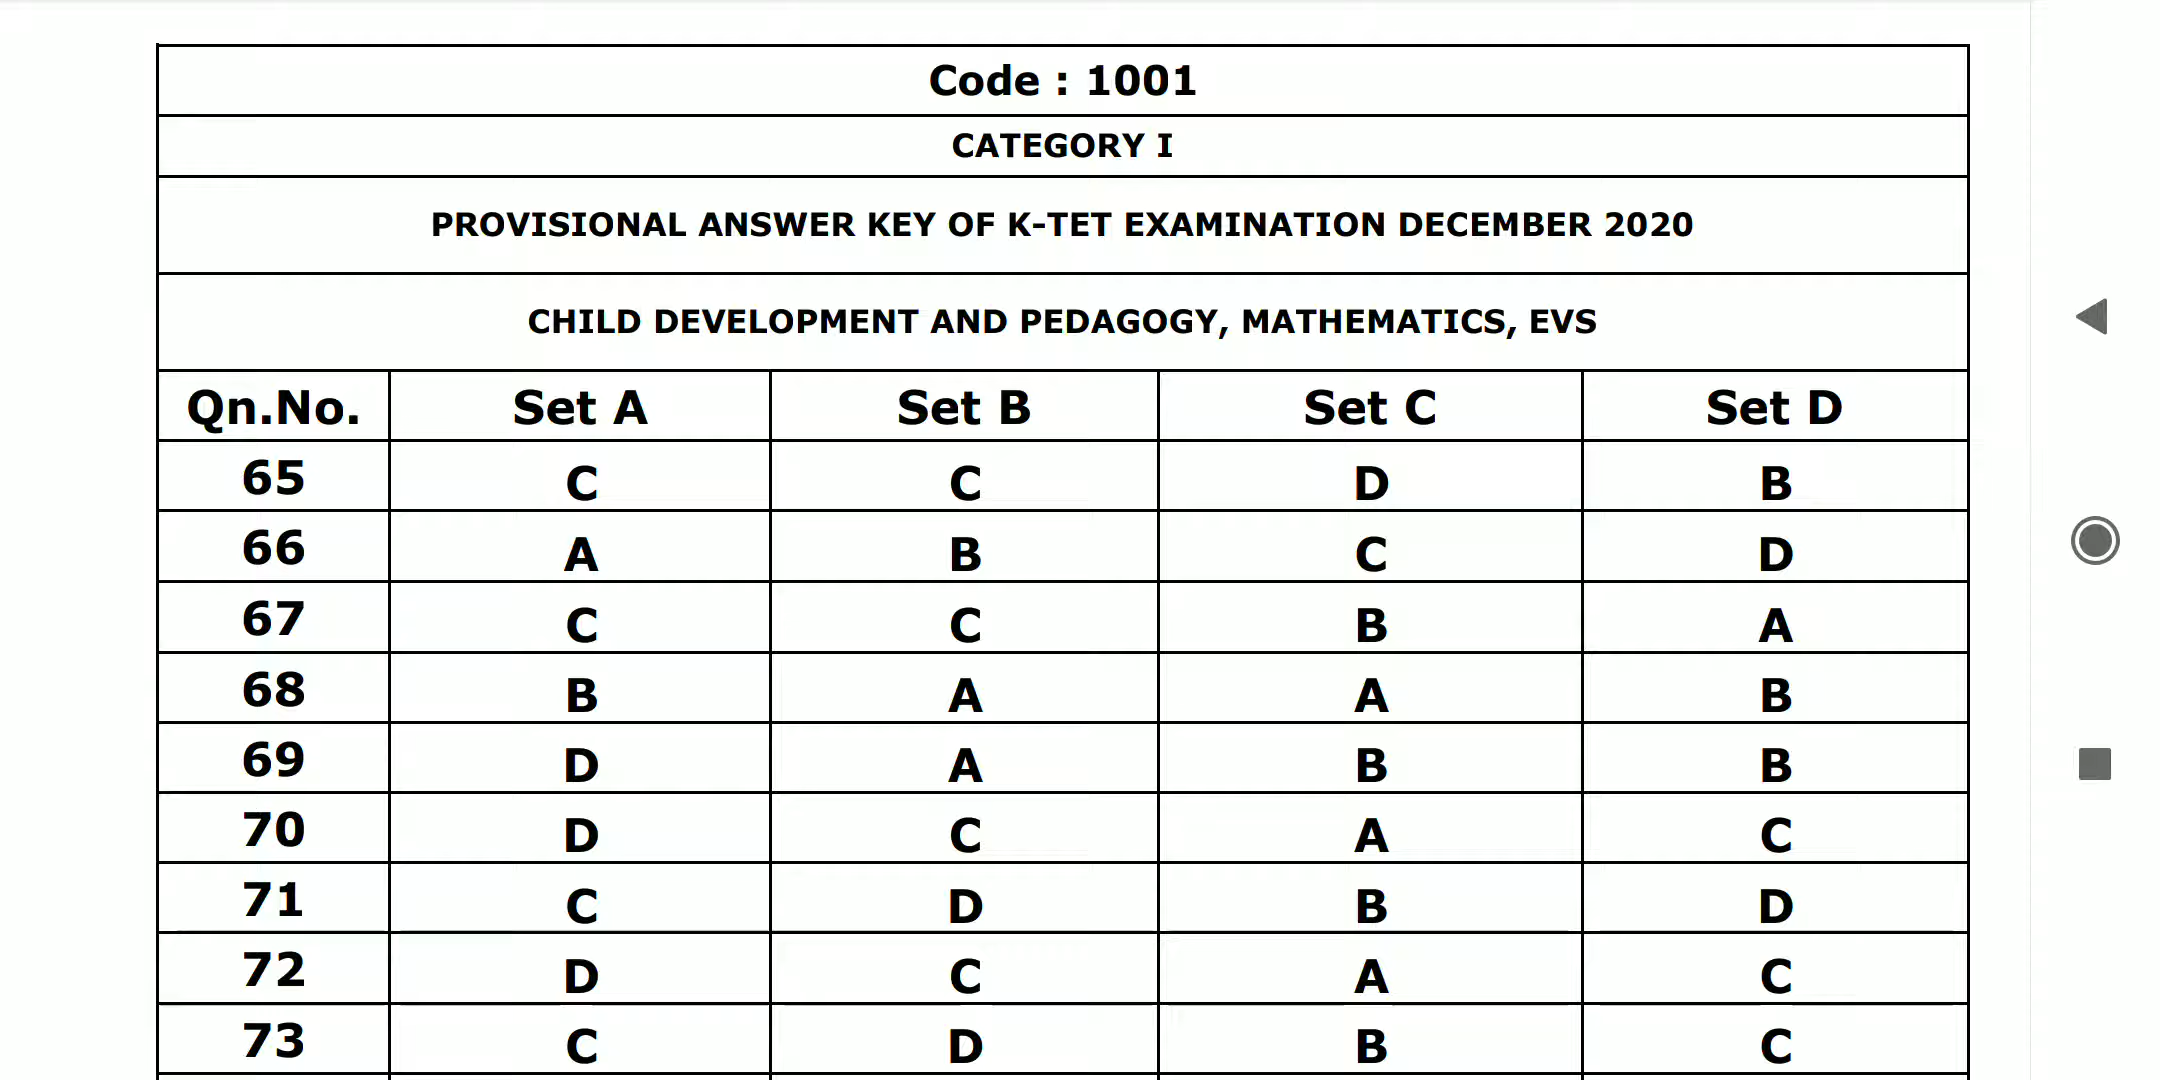 Code : 1001
CATEGORY I
PROVISIONAL ANSWER KEY OF K-TET EXAMINATION DECEMBER 2020
CHILD DEVELOPMENT AND PEDAGOGY, MATHEMATICS, EVS
Qn.No. Set A Set B Set C Set D
65 C C D B
66 A B C D
67 C C B A
68 B A A B
69 D A B B
70 D C A C
71 C D B D
72 D C A C
73 C D B C